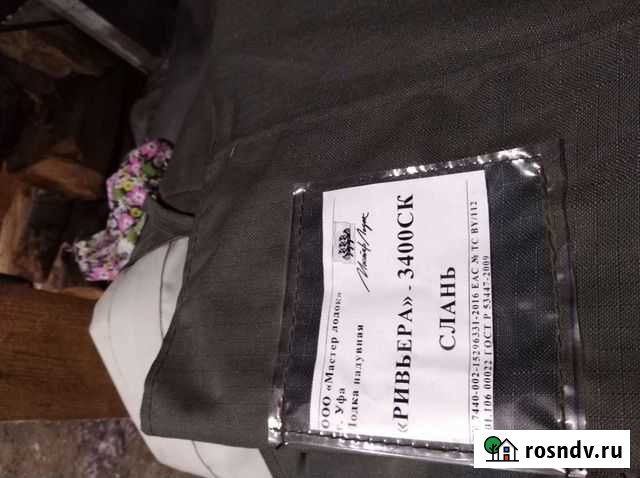 ООО «Мастер лодок»
г. Уфа
Лодка надувная
«РИВЬЕРА» - 3400СК
СЛАНЬ
7440-002-15296331-2016 ЕАС № ТС BY/112
.106 00022 ГОСТ Р 53447-2009
rosndv.ru